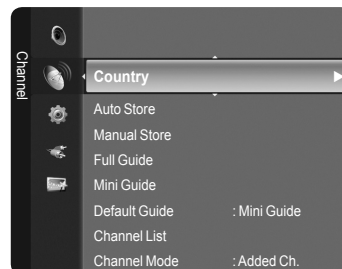 Channel
Country
Auto Store
Manual Store
Full Guide
Mini Guide
Default Guide : Mini Guide
Channel List
Channel Mode : Added Ch.